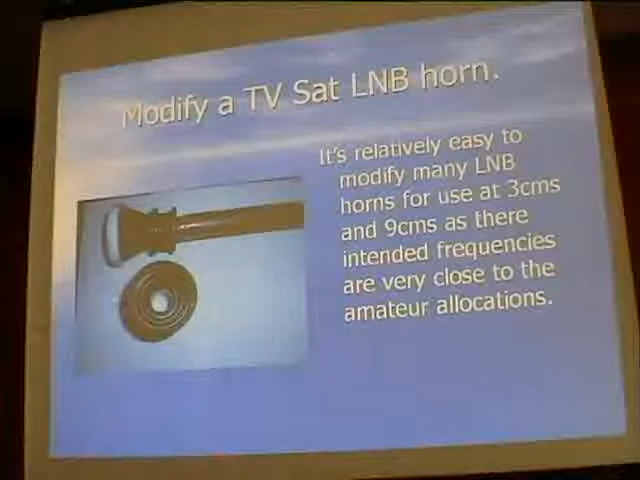 Modify a TV Sat LNB horn.
It's relatively easy to
modify many LNB
horns for use at 3cms
and 9cms as there
intended frequencies
are very close to the
amateur allocations.